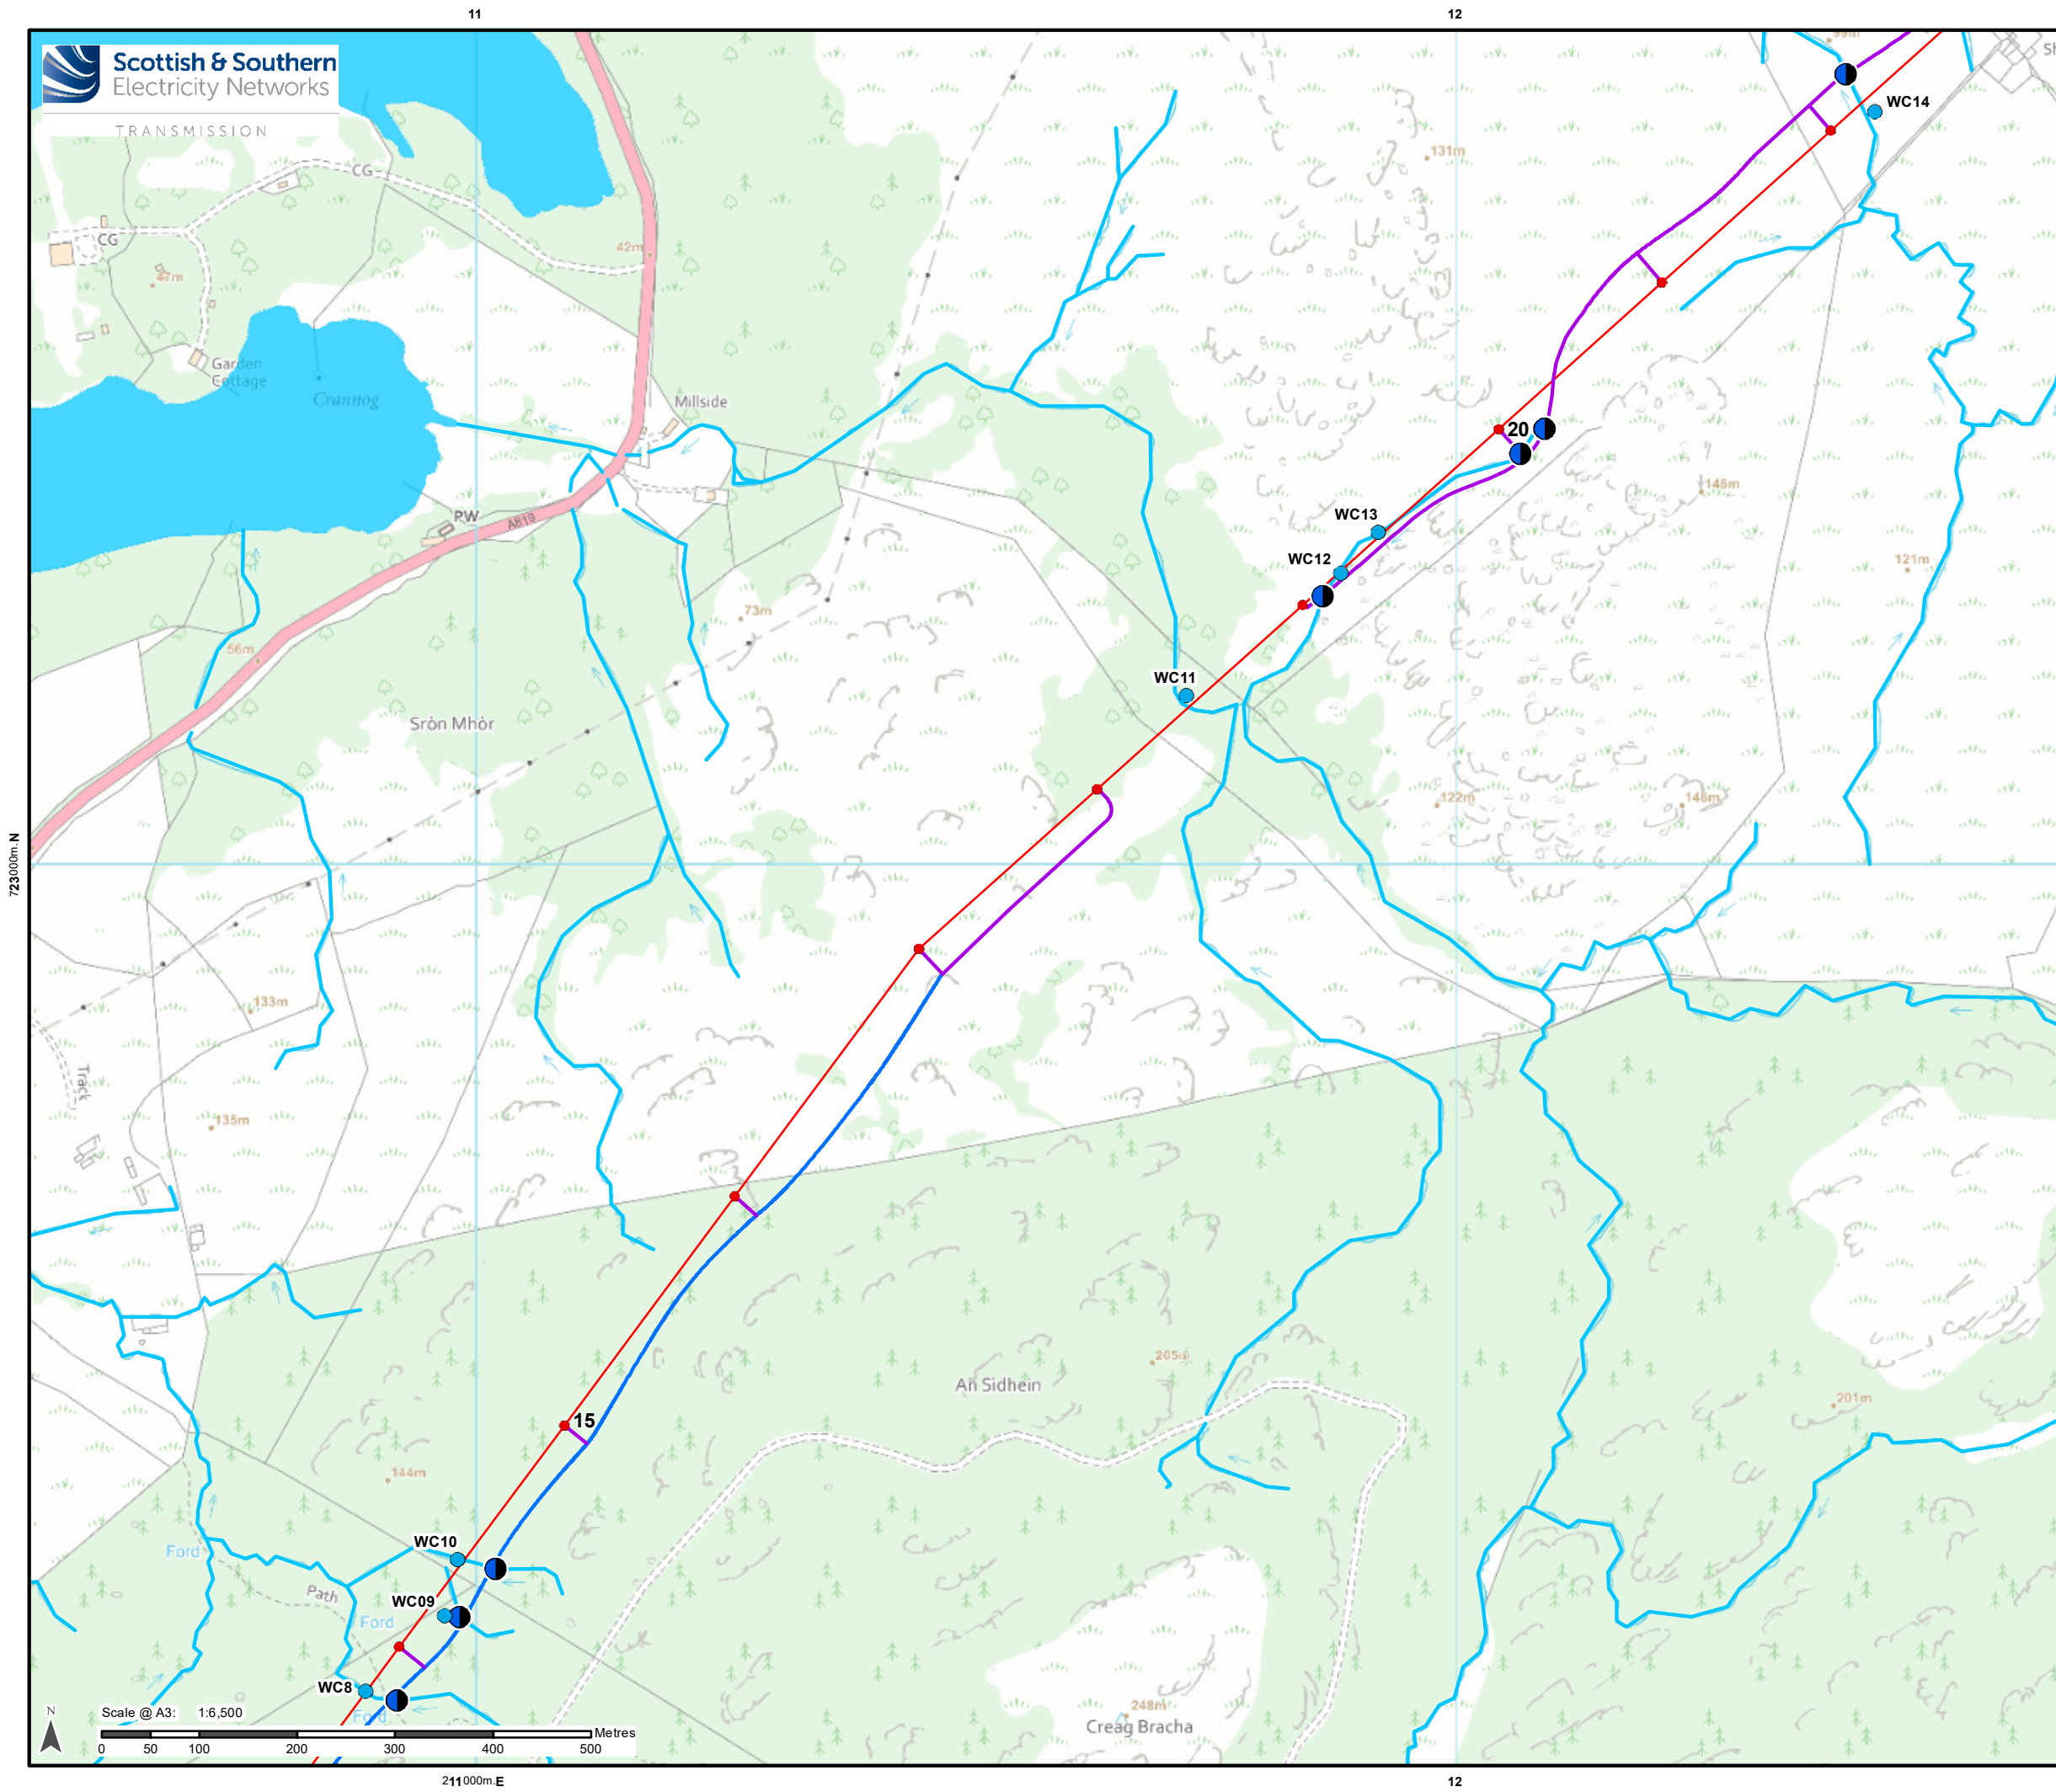 11
12
Scottish & Southern
Electricity Networks
TRANSMISSION
99m
WC14
CG
131m
CG
42m
47m
Garden
Cottage
Crannog
Millside
20
146m
PW
A819
WC13
WC12
121m
73m
56m
WC11
Sròn Mhòr
122m
146m
723000m.N
133m
Track
135m
205m
An Sidhein
201m
15
144m
WC10
Ford
Path
WC09
Ford
WC8
248m
Creag Bracha
Ford
N
Scale @ A3: 1:6,500
Metres
0 50 100 200 300 400 500
211000m.E
12